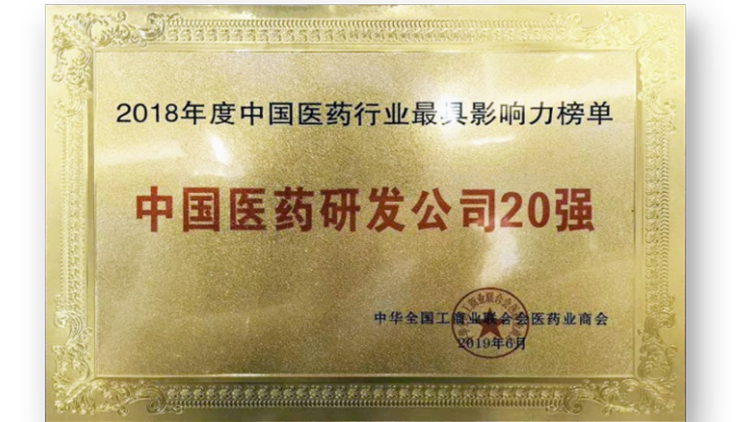 2018年度中国医药行业最具影响力榜单
中国医药研发公司20强
中华全国工商业联合会医药业商会
2019年6月